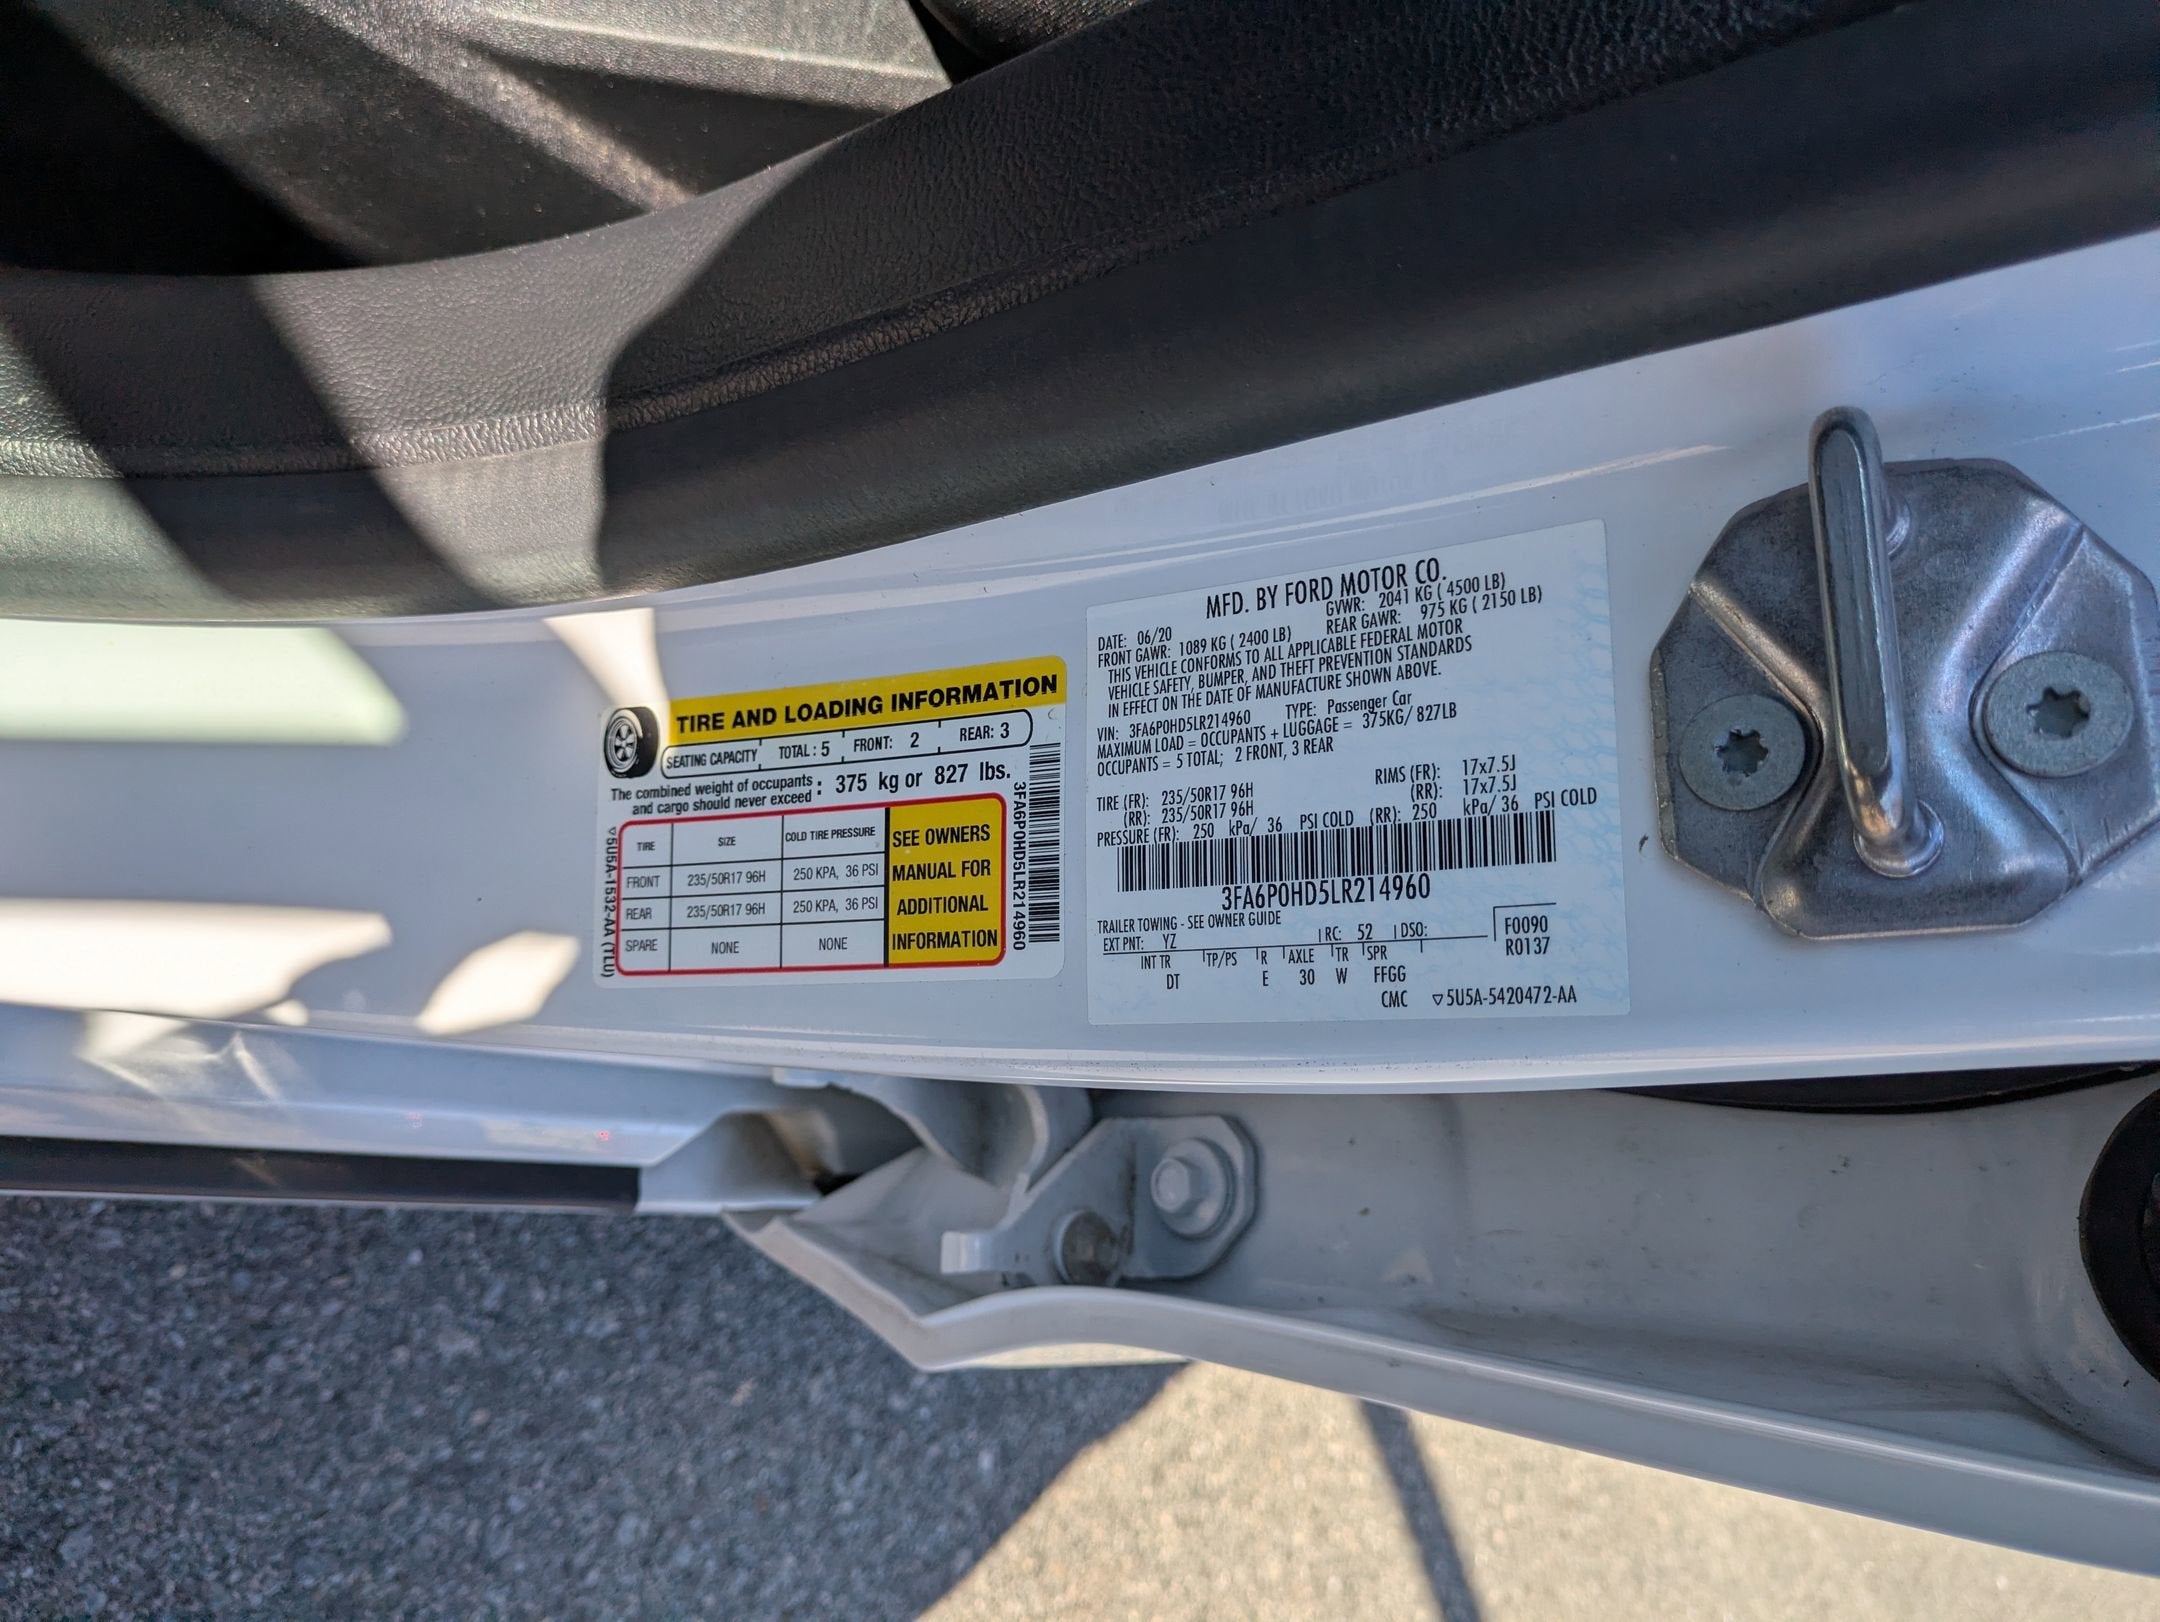 TIRE AND LOADING INFORMATION
SEATING CAPACITY TOTAL: 5 FRONT: 2 REAR: 3
The combined weight of occupants : 375 kg or 827 lbs.
and cargo should never exceed
TIRE SIZE COLD TIRE PRESSURE
FRONT 235/50R17 96H 250 KPA, 36 PSI
REAR 235/50R17 96H 250 KPA, 36 PSI
SPARE NONE NONE
SEE OWNERS
MANUAL FOR
ADDITIONAL
INFORMATION
5U5A-1532-AA (TLU)
3FA6P0HD5LR214960
MFD. BY FORD MOTOR CO.
DATE: 06/20 GVWR: 2041 KG ( 4500 LB)
FRONT GAWR: 1089 KG ( 2400 LB) REAR GAWR: 975 KG ( 2150 LB)
THIS VEHICLE CONFORMS TO ALL APPLICABLE FEDERAL MOTOR
VEHICLE SAFETY, BUMPER, AND THEFT PREVENTION STANDARDS
IN EFFECT ON THE DATE OF MANUFACTURE SHOWN ABOVE.
VIN: 3FA6P0HD5LR214960 TYPE: Passenger Car
MAXIMUM LOAD = OCCUPANTS + LUGGAGE = 375KG/ 827LB
OCCUPANTS = 5 TOTAL; 2 FRONT, 3 REAR
TIRE (FR): 235/50R17 96H RIMS (FR): 17x7.5J
(RR): 235/50R17 96H (RR): 17x7.5J
PRESSURE (FR): 250 kPa/ 36 PSI COLD (RR): 250 kPa/ 36 PSI COLD
3FA6P0HD5LR214960
TRAILER TOWING - SEE OWNER GUIDE
EXT PNT: YZ RC: 52 DSO: F0090
R0137
INT TR TP/PS R AXLE TR SPR
DT E 30 W FFGG
CMC 5U5A-5420472-AA